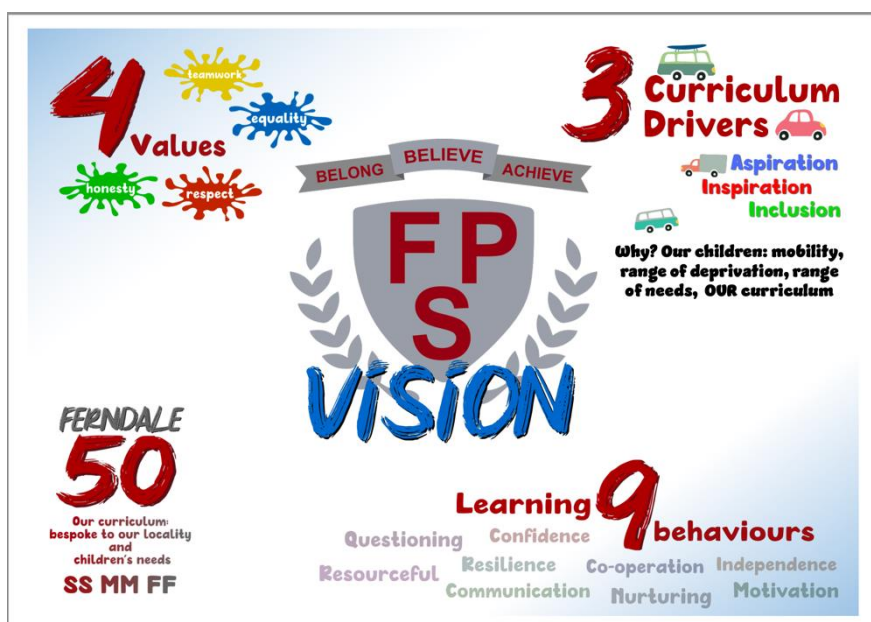 4 Values
teamwork
equality
honesty
respect
3 Curriculum
Drivers
Aspiration
Inspiration
Inclusion
Why? Our children: mobility,
range of deprivation, range
of needs, OUR curriculum
BELONG BELIEVE ACHIEVE
F P
S
VISION
FERNDALE
50
Our curriculum:
bespoke to our locality
and
children's needs
SS MM FF
Learning 9
behaviours
Questioning Confidence
Resourceful Resilience Co-operation Independence
Communication Nurturing Motivation